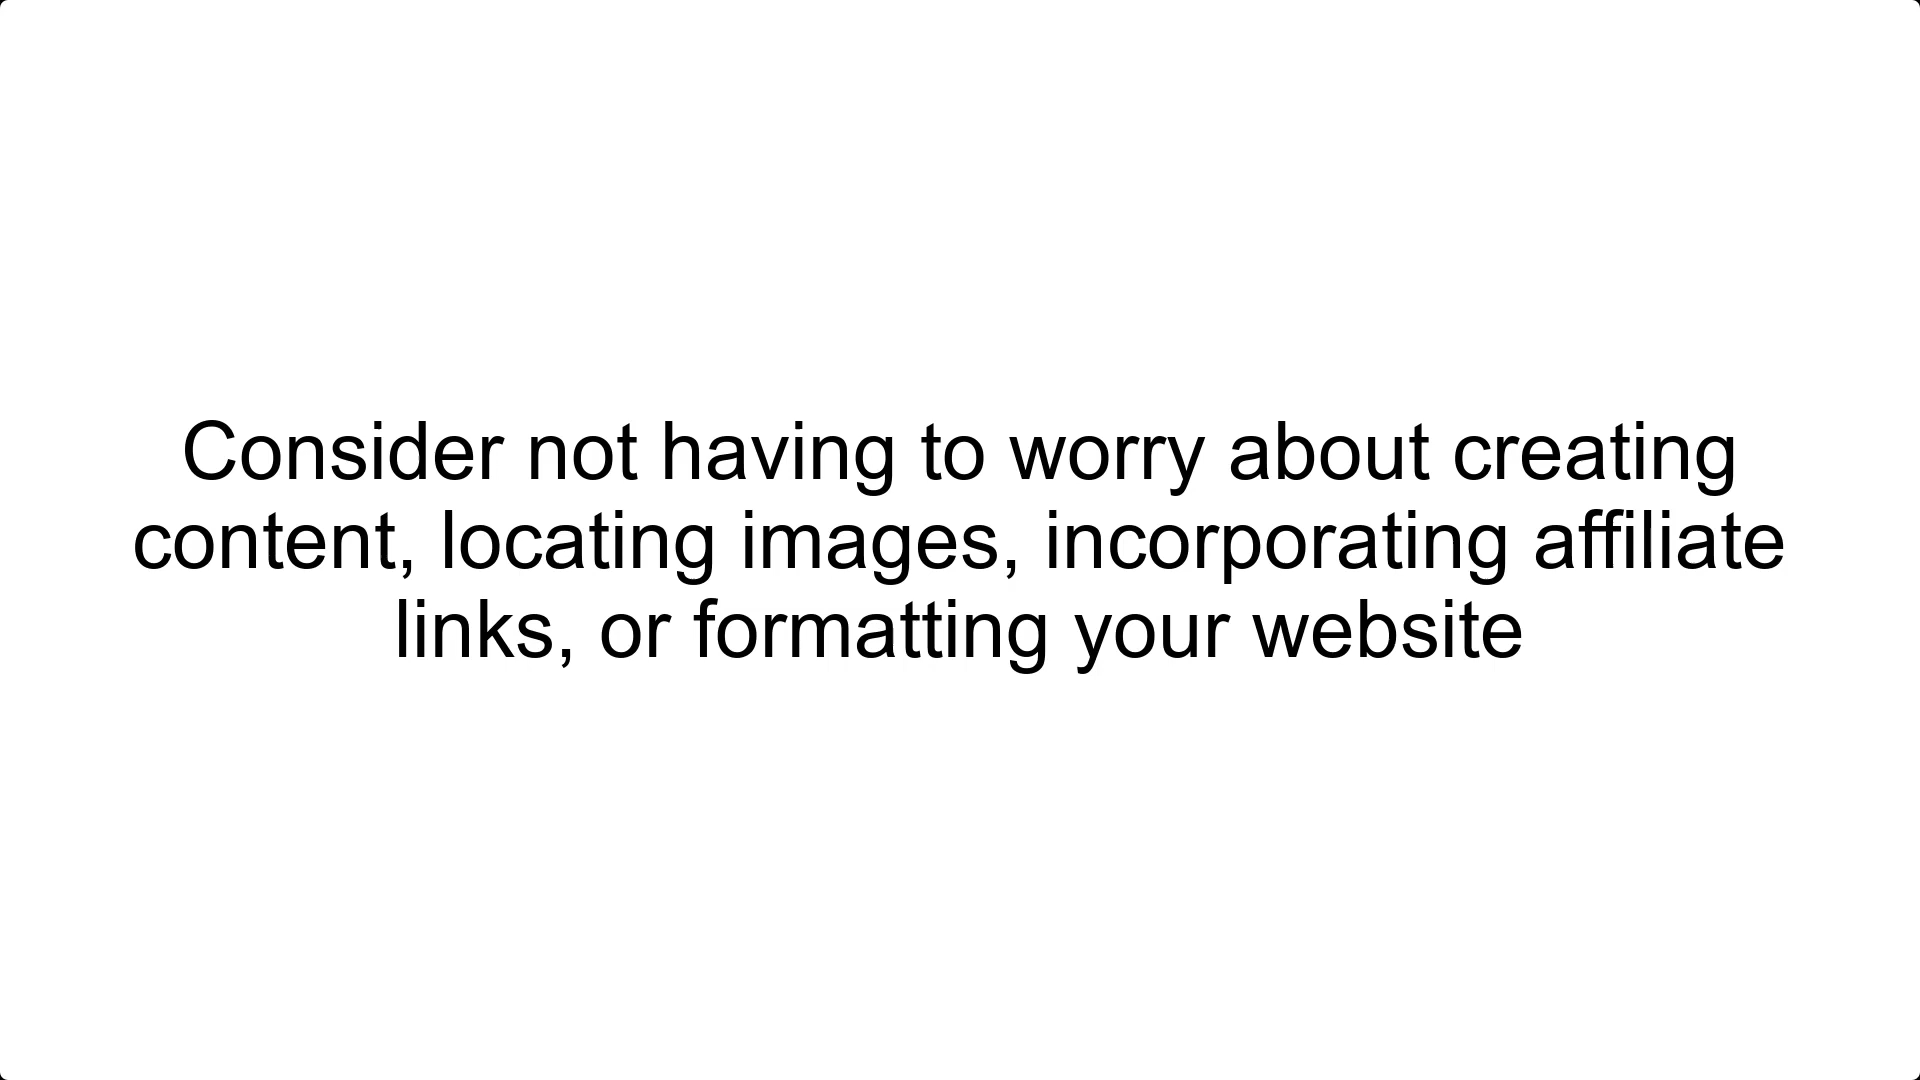 Consider not having to worry about creating
content, locating images, incorporating affiliate
links, or formatting your website